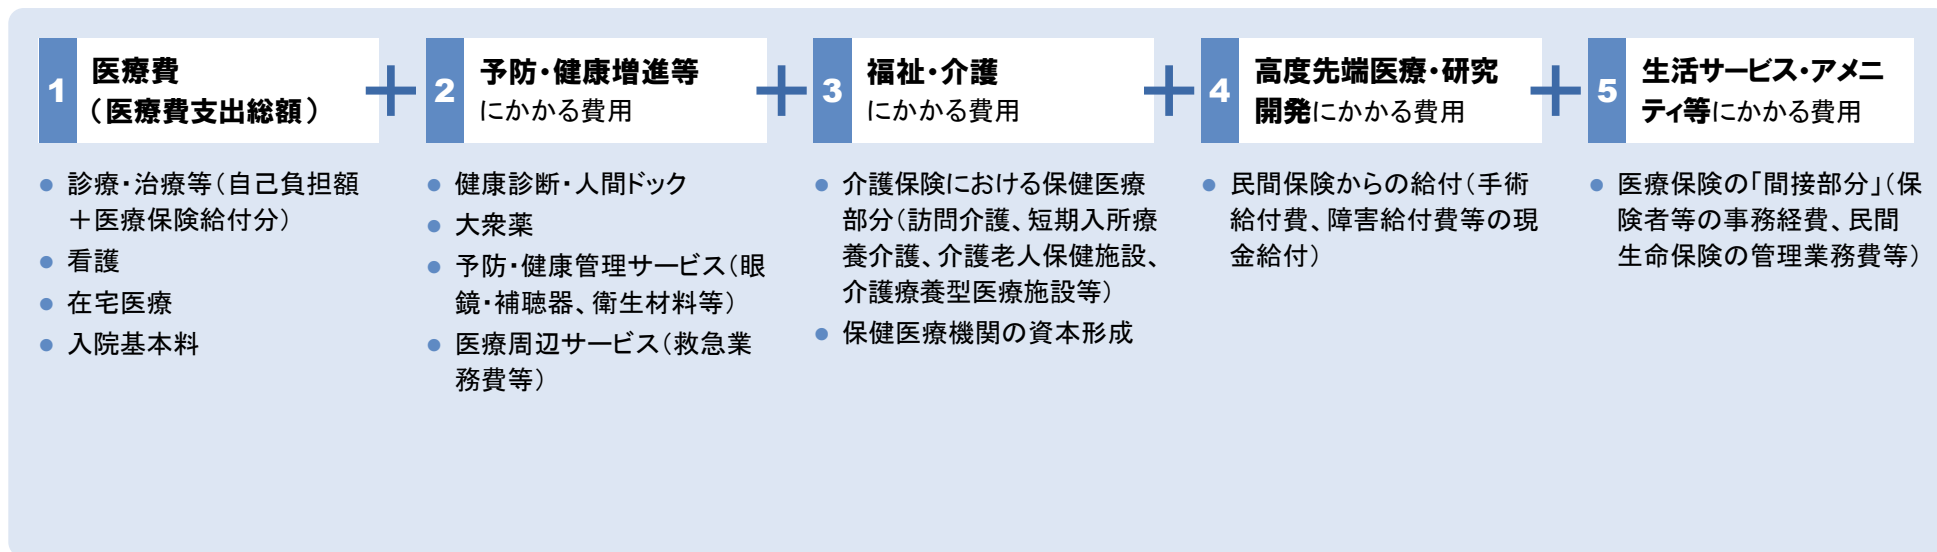 1
医療費
（医療費支出総額）
● 診療・治療等（自己負担額
＋医療保険給付分）
● 看護
● 在宅医療
● 入院基本料
＋
2
予防・健康増進等
にかかる費用
● 健康診断・人間ドック
● 大衆薬
● 予防・健康管理サービス（眼
鏡・補聴器、衛生材料等）
● 医療周辺サービス（救急業
務費等）
＋
3
福祉・介護
にかかる費用
● 介護保険における保健医療
部分（訪問介護、短期入所療
養介護、介護老人保健施設、
介護療養型医療施設等）
● 保健医療機関の資本形成
＋
4
高度先端医療・研究
開発にかかる費用
● 民間保険からの給付（手術
給付費、障害給付費等の現
金給付）
＋
5
生活サービス・アメニ
ティ等にかかる費用
● 医療保険の「間接部分」（保
険者等の事務経費、民間
生命保険の管理業務費等）